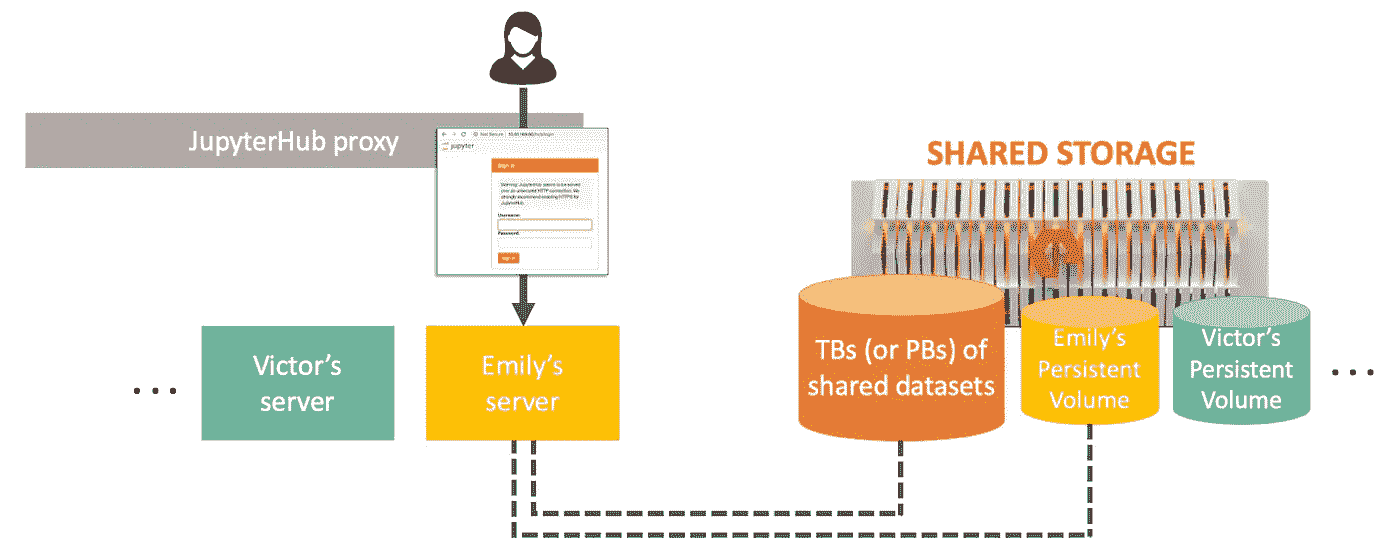 JupyterHub proxy
Not Secure
jupyter
Sign in
Warning: JupyterHub seems to be served
over an unsecured HTTP connection. We
strongly recommend enabling HTTPS for
JupyterHub.
Username:
Password:
Sign in
SHARED STORAGE
...
Victor's
server
Emily's
server
TBs (or PBs) of
shared datasets
Emily's
Persistent
Volume
Victor's
Persistent
Volume
...